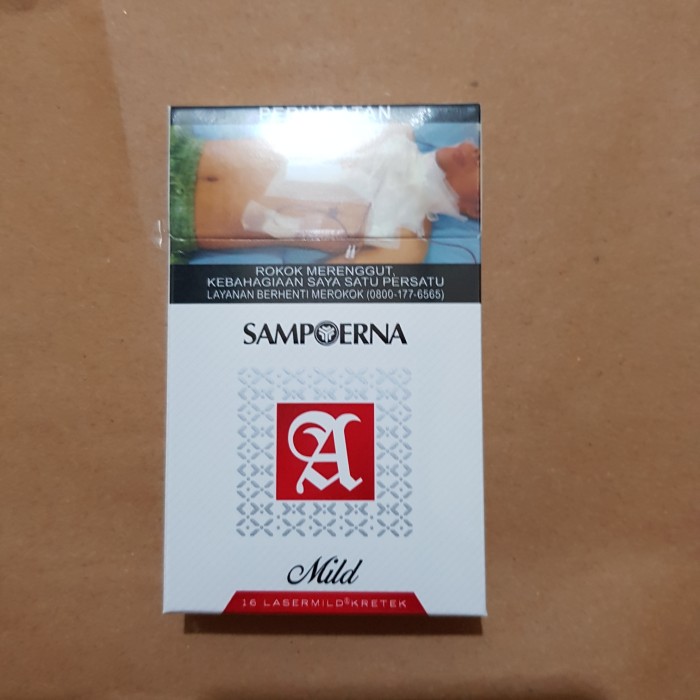 PERINGATAN
ROKOK MERENGGUT,
KEBAHAGIAAN SAYA SATU PERSATU
LAYANAN BERHENTI MEROKOK (0800-177-6565)
SAMPOERNA
A
Mild
16 LASERMILD® KRETEK